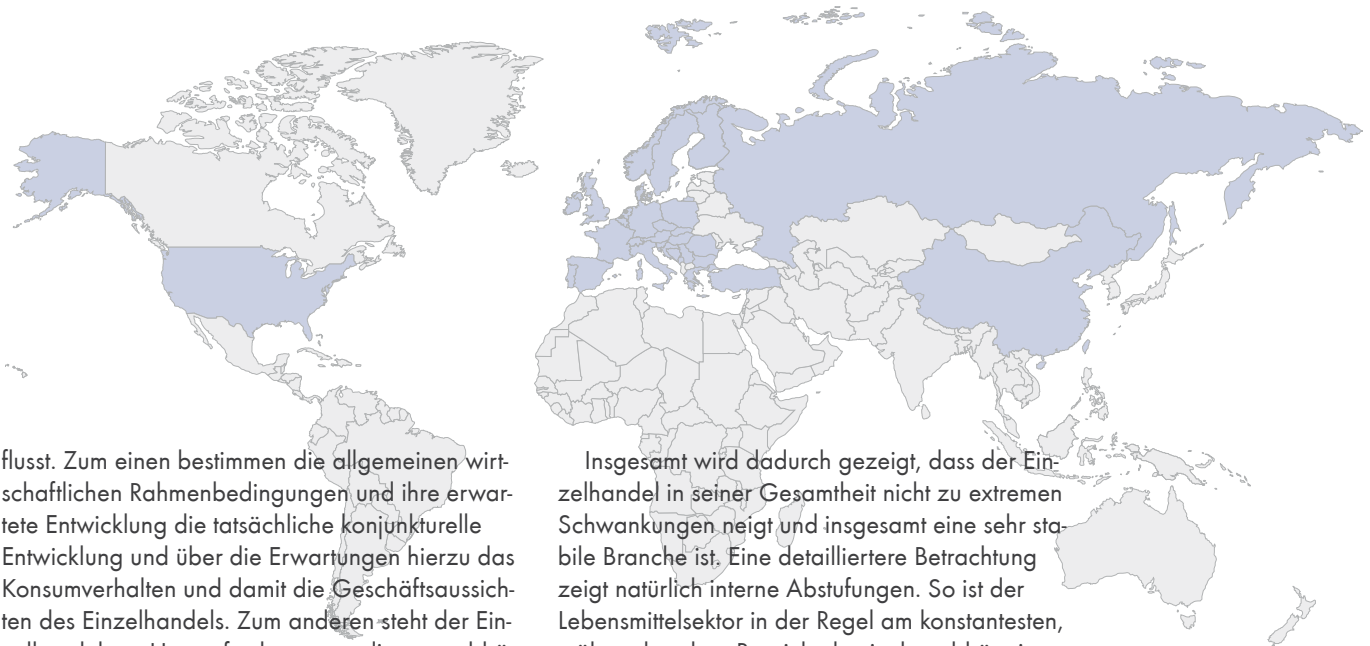 flusst. Zum einen bestimmen die allgemeinen wirt-
schaftlichen Rahmenbedingungen und ihre erwar-
tete Entwicklung die tatsächliche konjunkturelle
Entwicklung und über die Erwartungen hierzu das
Konsumverhalten und damit die Geschäftsaussich-
ten des Einzelhandels. Zum anderen steht der Ein-
Insgesamt wird dadurch gezeigt, dass der Ein-
zelhandel in seiner Gesamtheit nicht zu extremen
Schwankungen neigt und insgesamt eine sehr sta-
bile Branche ist. Eine detailliertere Betrachtung
zeigt natürlich interne Abstufungen. So ist der
Lebensmittelsektor in der Regel am konstantesten,